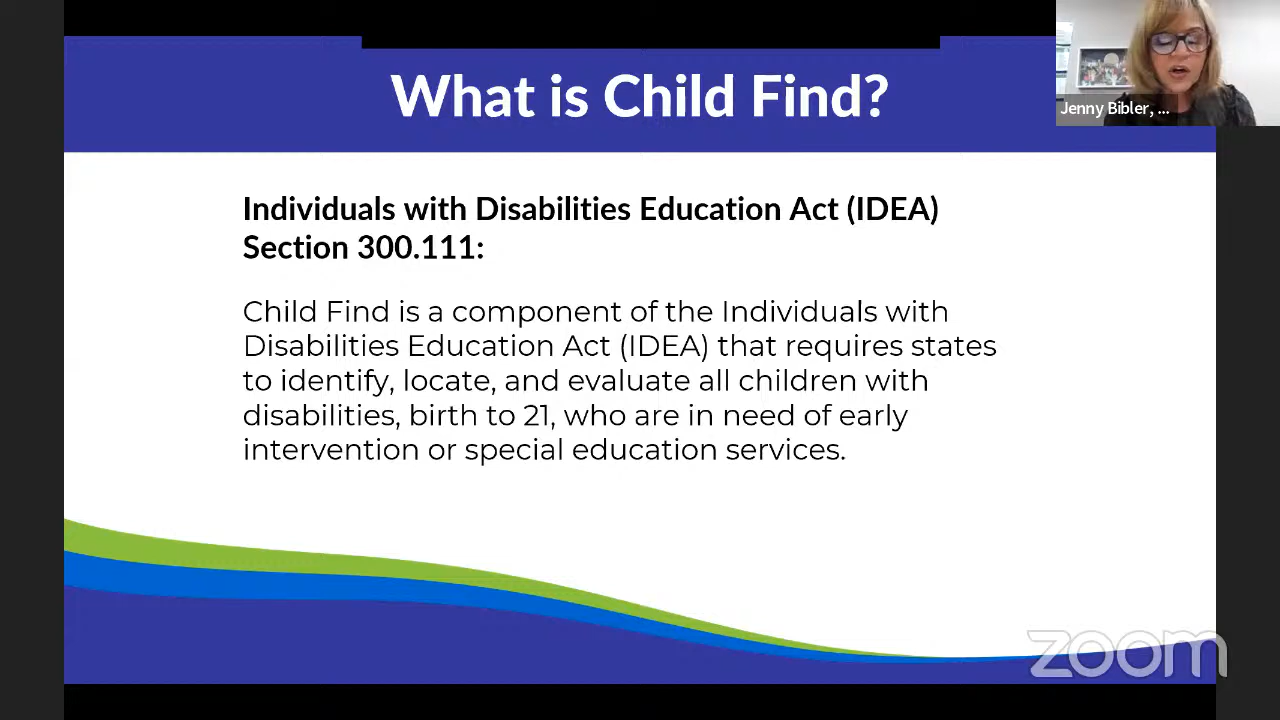 What is Child Find?
Jenny Bibler, ...
Individuals with Disabilities Education Act (IDEA)
Section 300.111:
Child Find is a component of the Individuals with
Disabilities Education Act (IDEA) that requires states
to identify, locate, and evaluate all children with
disabilities, birth to 21, who are in need of early
intervention or special education services.
zoom